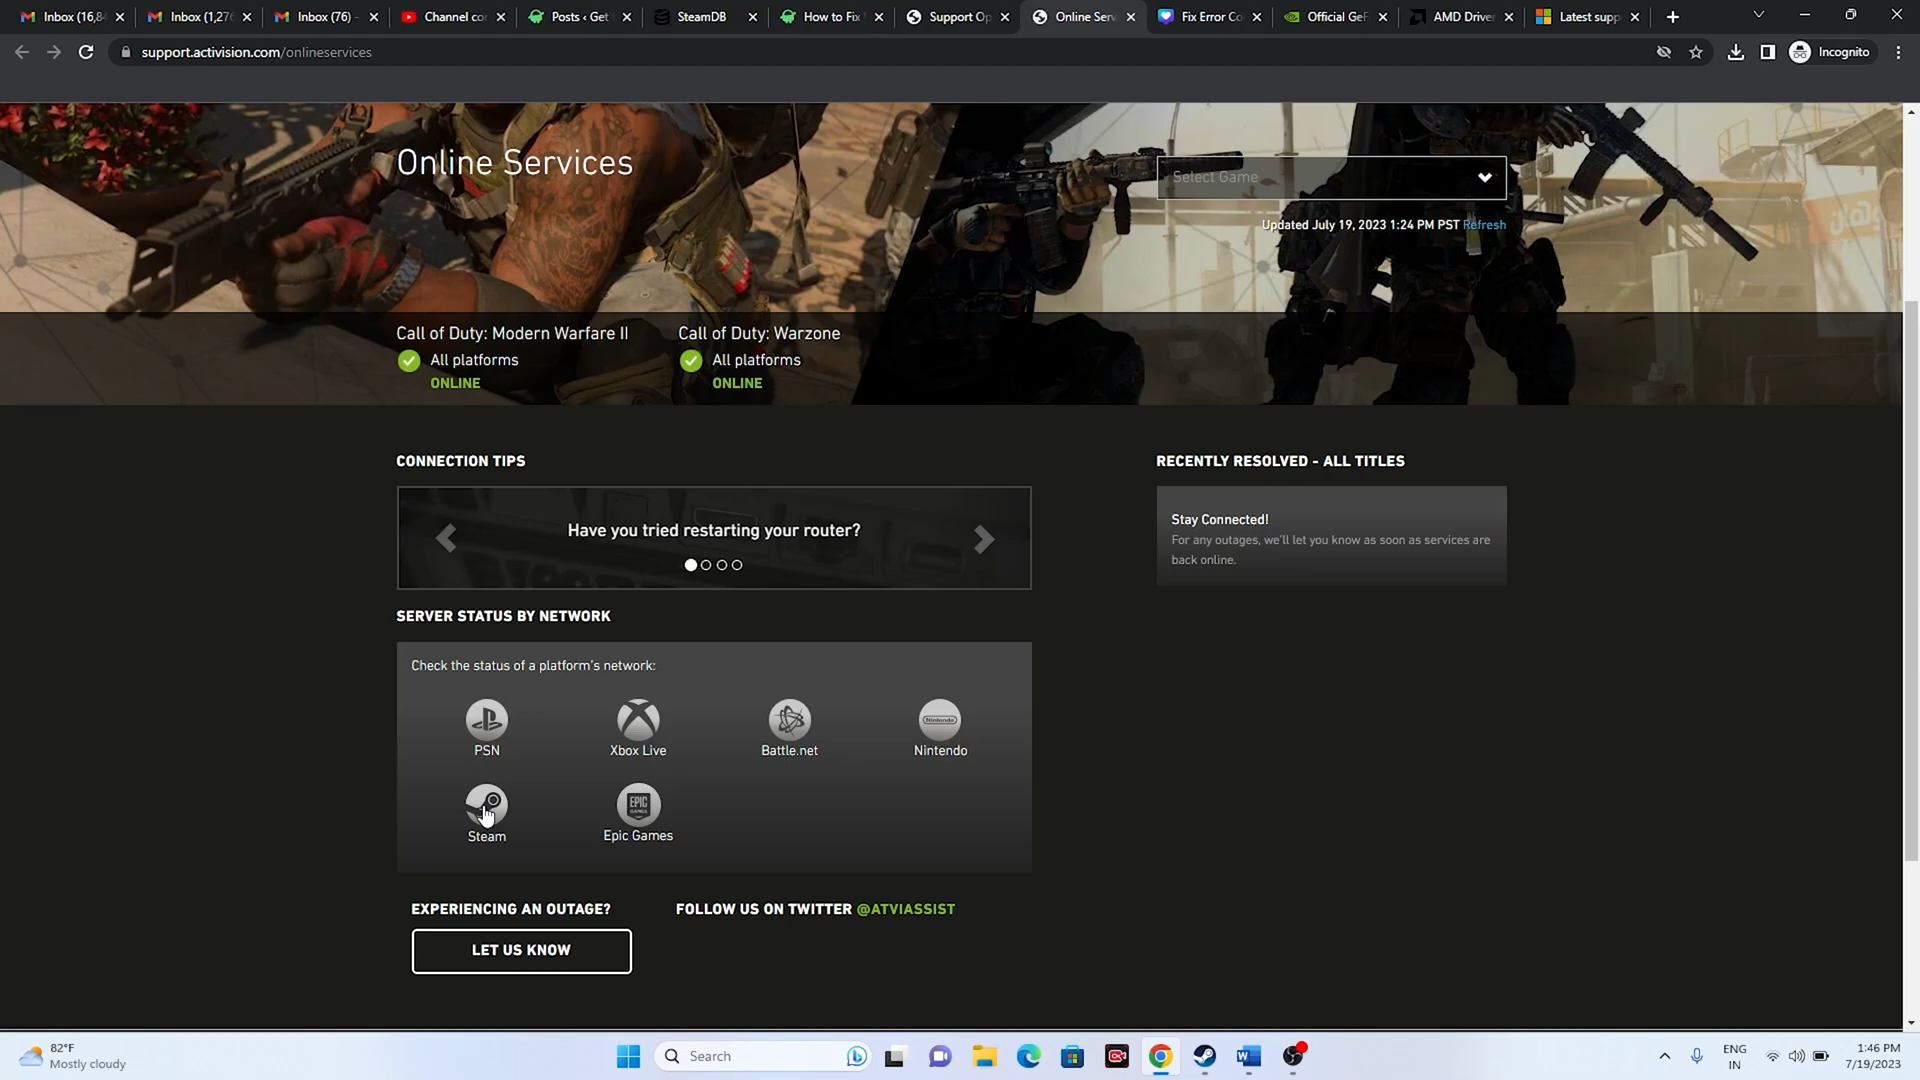 Inbox (16,84
Inbox (1,276
Inbox (76) -
Channel co
Posts ‹ Get
SteamDB
How to Fix
Support Op
Online Serv
Fix Error Co
Official GeF
AMD Driver
Latest supp
support.activision.com/onlineservices
Incognito
Online Services
Select Game
Updated July 19, 2023 1:24 PM PST Refresh
Call of Duty: Modern Warfare II
All platforms
ONLINE
Call of Duty: Warzone
All platforms
ONLINE
CONNECTION TIPS
Have you tried restarting your router?
RECENTLY RESOLVED - ALL TITLES
Stay Connected!
For any outages, we'll let you know as soon as services are
back online.
SERVER STATUS BY NETWORK
Check the status of a platform's network:
PSN
Xbox Live
Battle.net
Nintendo
Nintendo
Steam
EPIC
GAMES
Epic Games
EXPERIENCING AN OUTAGE?
LET US KNOW
FOLLOW US ON TWITTER @ATVIASSIST
82°F
Mostly cloudy
Search
ENG
IN
1:46 PM
7/19/2023